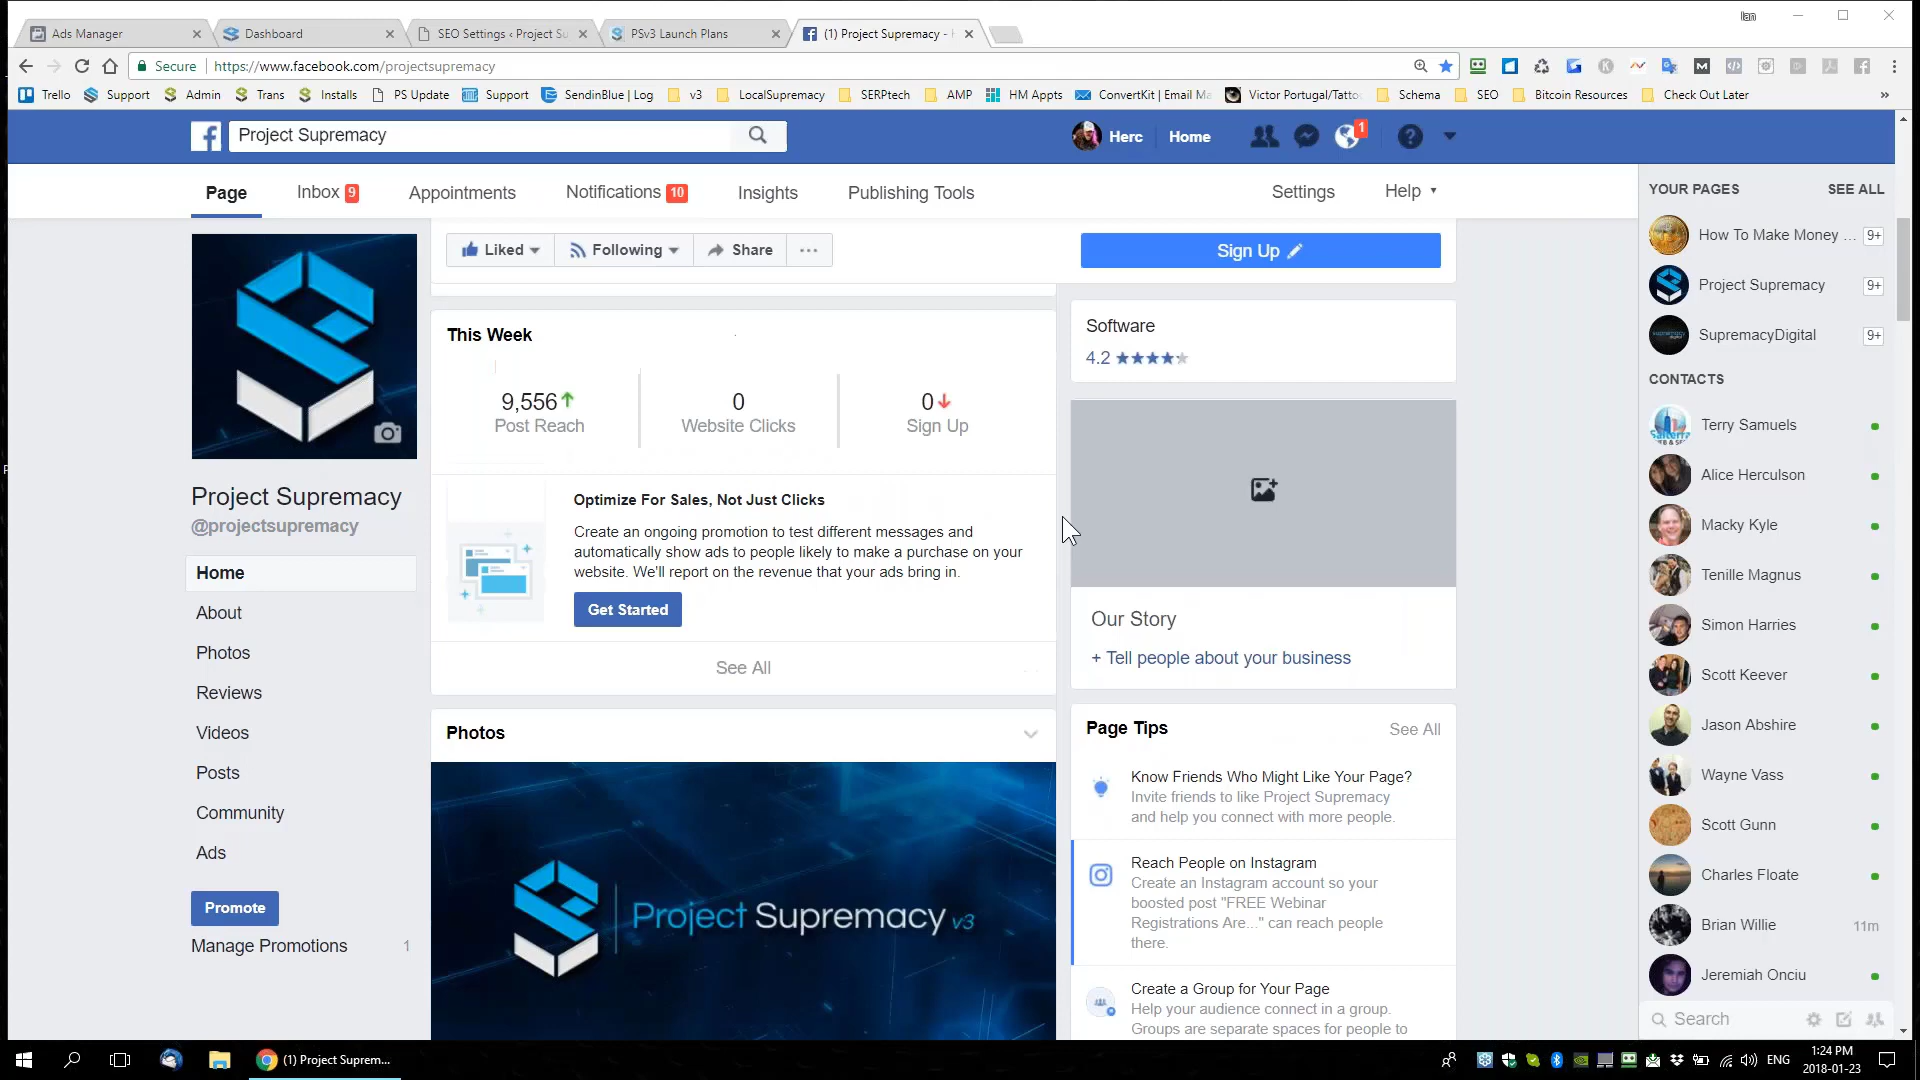 Ian
Ads Manager
Dashboard
SEO Settings ‹ Project Su
PSv3 Launch Plans
(1) Project Supremacy -
Secure
https://www.facebook.com/projectsupremacy
Trello
Support
Admin
Trans
Installs
PS Update
Support
SendinBlue | Log
v3
LocalSupremacy
SERPtech
AMP
HM Appts
ConvertKit | Email Ma
Victor Portugal/Tatto
Schema
SEO
Bitcoin Resources
Check Out Later
»
Project Supremacy
Herc
Home
1
Page
Inbox 9
Appointments
Notifications 10
Insights
Publishing Tools
Settings
Help
Liked
Following
Share
Sign Up
Project Supremacy
@projectsupremacy
Home
About
Photos
Reviews
Videos
Posts
Community
Ads
Promote
Manage Promotions 1
This Week
9,556
Post Reach
0
Website Clicks
0
Sign Up
Optimize For Sales, Not Just Clicks
Create an ongoing promotion to test different messages and
automatically show ads to people likely to make a purchase on your
website. We'll report on the revenue that your ads bring in.
Get Started
See All
Photos
Project Supremacy v3
Software
4.2
Our Story
+ Tell people about your business
Page Tips
See All
Know Friends Who Might Like Your Page?
Invite friends to like Project Supremacy
and help you connect with more people.
Reach People on Instagram
Create an Instagram account so your
boosted post "FREE Webinar
Registrations Are..." can reach people
there.
Create a Group for Your Page
Help your audience connect in a group.
Groups are separate spaces for people to
YOUR PAGES
SEE ALL
How To Make Money ... 9+
Project Supremacy 9+
SupremacyDigital 9+
CONTACTS
Terry Samuels
Alice Herculson
Macky Kyle
Tenille Magnus
Simon Harries
Scott Keever
Jason Abshire
Wayne Vass
Scott Gunn
Charles Floate
Brian Willie 11m
Jeremiah Onciu
Search
(1) Project Suprem...
ENG
1:24 PM
2018-01-23